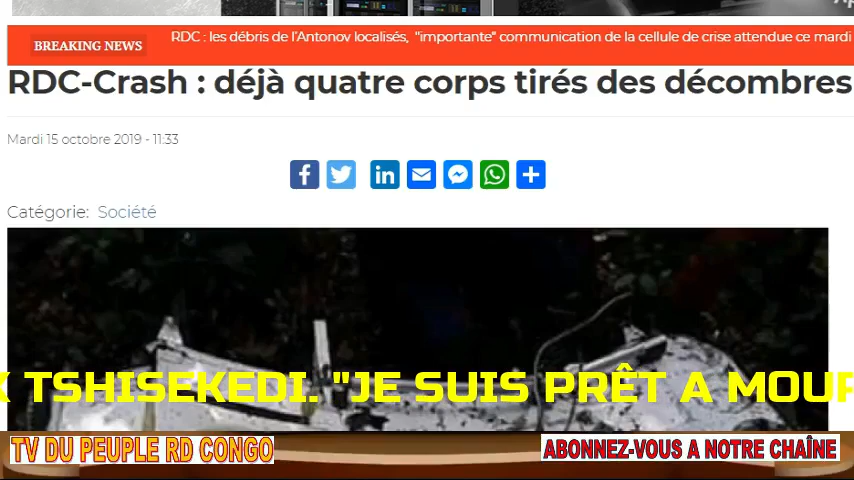 BREAKING NEWS
RDC : les débris de l'Antonov localisés, "importante" communication de la cellule de crise attendue ce mardi
RDC-Crash : déjà quatre corps tirés des décombres
Mardi 15 octobre 2019 - 11:33
Catégorie: Société
TSHISEKEDI. "JE SUIS PRÊT A
TV DU PEUPLE RD CONGO
ABONNEZ-VOUS A NOTRE CHAÎNE